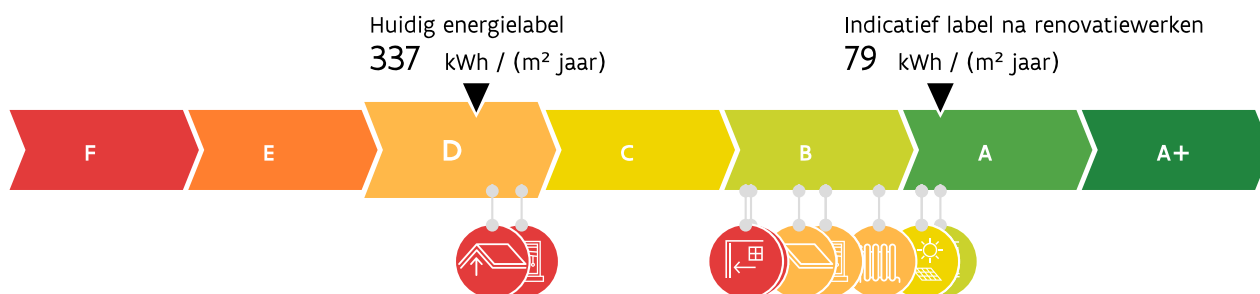 Huidig energielabel
337 kWh / (m² jaar)
Indicatief label na renovatiewerken
79 kWh / (m² jaar)
F E D C B A A+